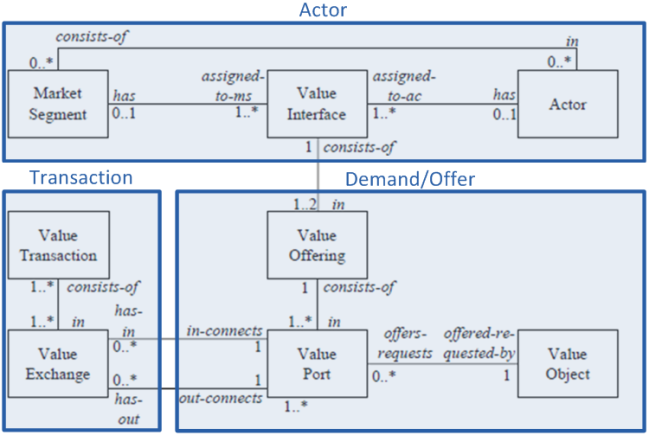 Actor
consists-of
in
0..*
0..*
Market
Segment
has
0..1
assigned-
to-ms
1..*
Value
Interface
assigned-
to-ac
1..*
has
0..1
Actor
1
consists-of
Transaction
Demand/Offer
1..2
in
Value
Transaction
Value
Offering
1..*
consists-of
1
consists-of
1..*
in
has-
in
0..*
in-connects
1
1..*
in
offers-
requests
0..*
offered-re-
quested-by
1
Value
Exchange
Value
Port
Value
Object
0..*
has-
out
1
out-connects
1..*